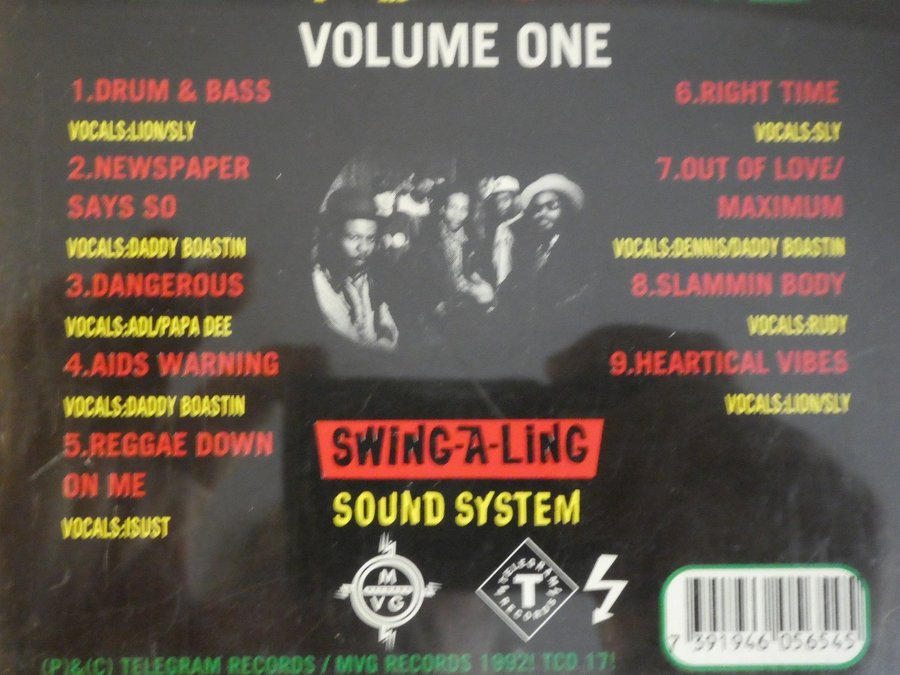 VOLUME ONE
1.DRUM & BASS
VOCALS:LION/SLY
2.NEWSPAPER
SAYS SO
VOCALS:DADDY BOASTIN
3.DANGEROUS
VOCALS:ADL/PAPA DEE
4.AIDS WARNING
VOCALS:DADDY BOASTIN
5.REGGAE DOWN
ON ME
VOCALS:ISUST
6.RIGHT TIME
VOCALS:SLY
7.OUT OF LOVE/
MAXIMUM
VOCALS:DENNIS/DADDY BOASTIN
8.SLAMMIN BODY
VOCALS:RUDY
9.HEARTICAL VIBES
VOCALS:LION/SLY
SWING-A-LING
SOUND SYSTEM
M
VG
TELEGRAM
T
RECORDS
7 391946 056545
(P)&(C) TELEGRAM RECORDS / MVG RECORDS 1992! TCD 17!